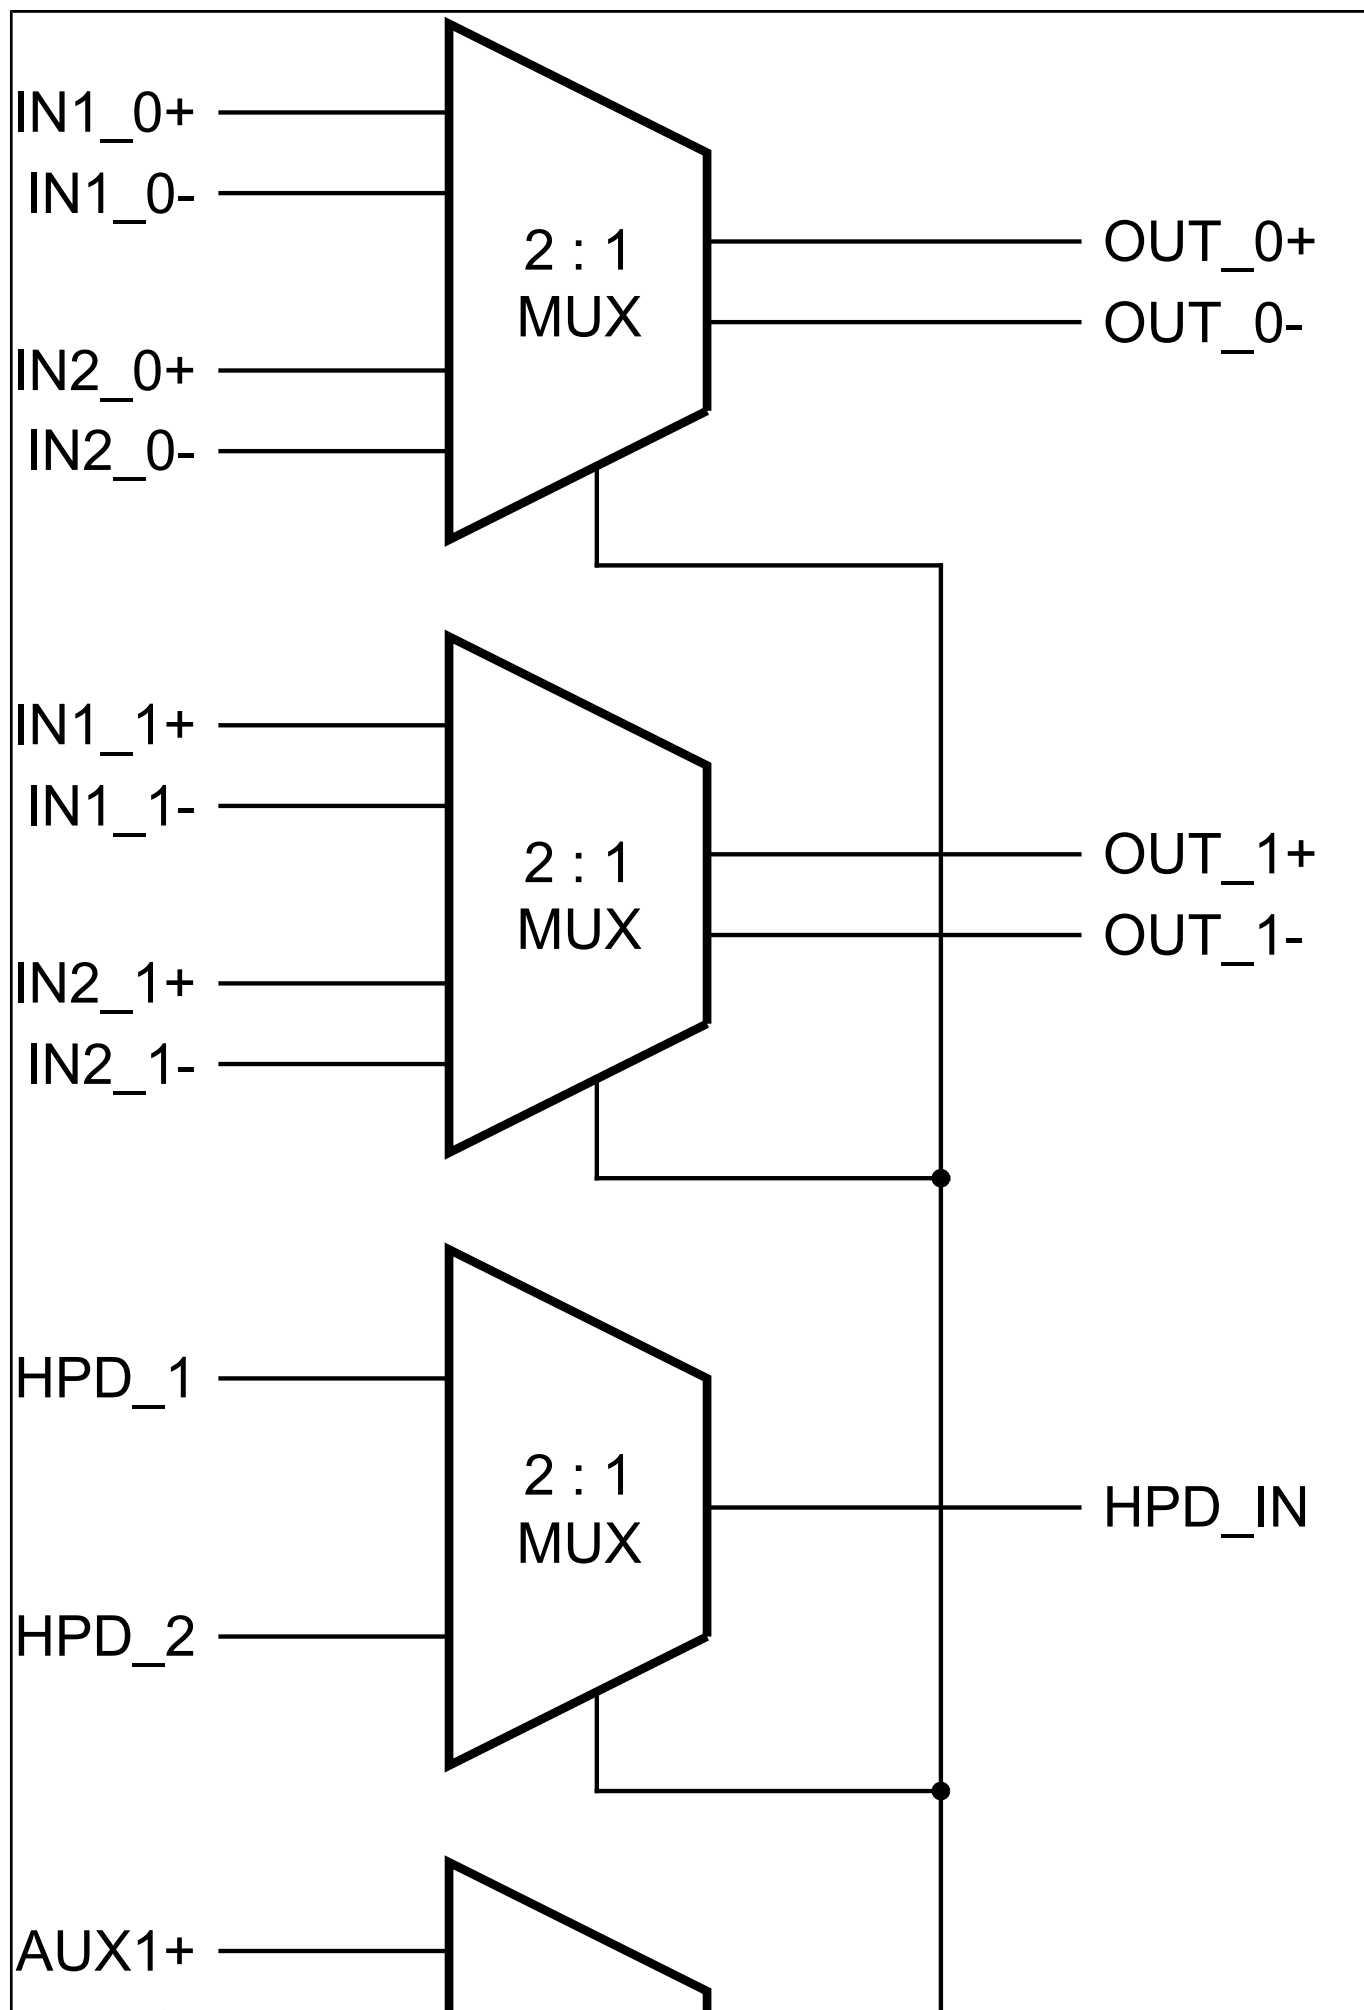 IN1_0+
IN1_0-
2 : 1
MUX
OUT_0+
OUT_0-
IN2_0+
IN2_0-
IN1_1+
IN1_1-
2 : 1
MUX
OUT_1+
OUT_1-
IN2_1+
IN2_1-
HPD_1
2 : 1
MUX
HPD_IN
HPD_2
AUX1+